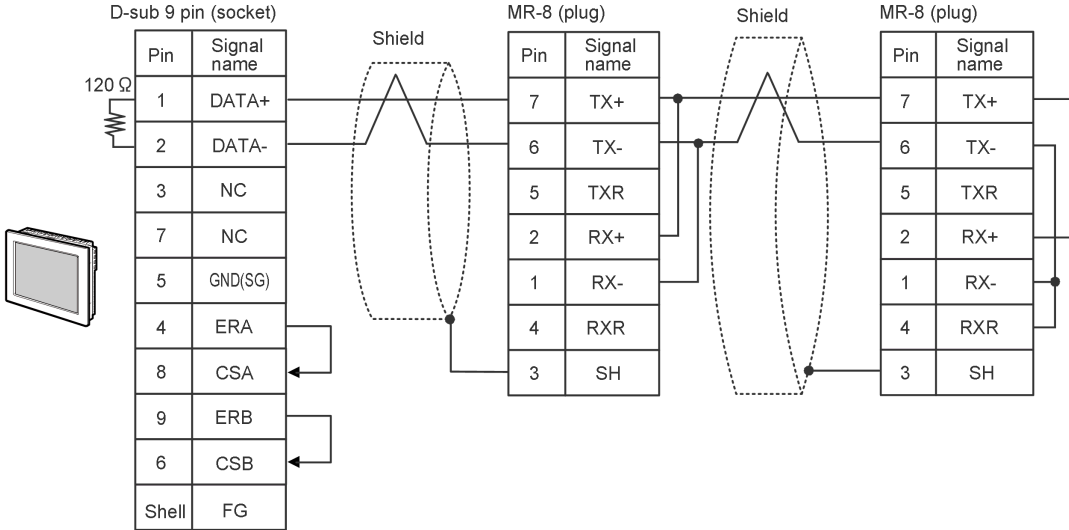 D-sub 9 pin (socket)
Pin Signal name
120 Ω
1 DATA+
2 DATA-
3 NC
7 NC
5 GND(SG)
4 ERA
8 CSA
9 ERB
6 CSB
Shell FG
Shield
MR-8 (plug)
Pin Signal name
7 TX+
6 TX-
5 TXR
2 RX+
1 RX-
4 RXR
3 SH
Shield
MR-8 (plug)
Pin Signal name
7 TX+
6 TX-
5 TXR
2 RX+
1 RX-
4 RXR
3 SH